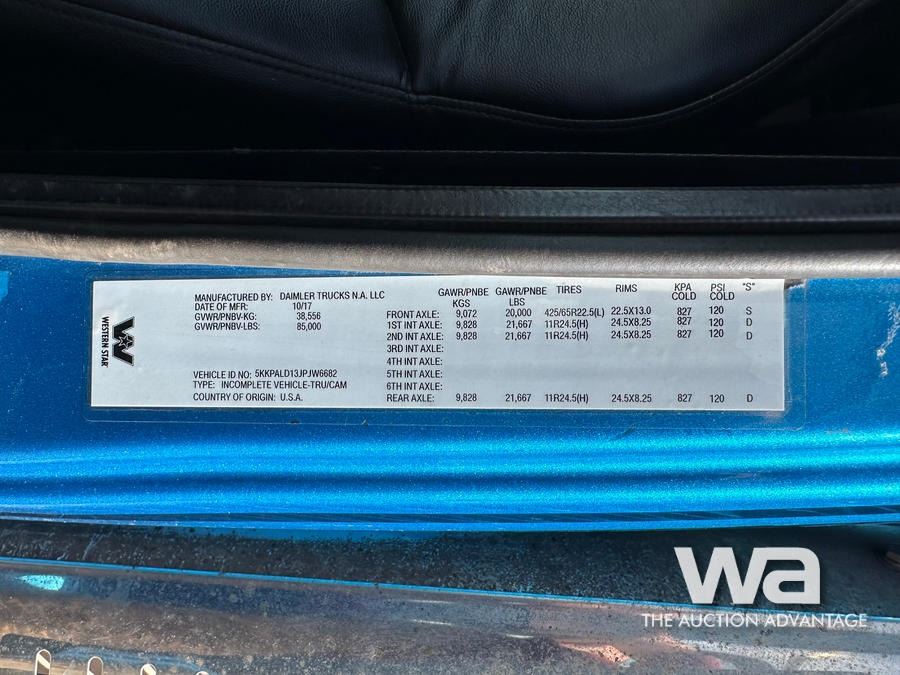 WESTERN STAR
MANUFACTURED BY: DAIMLER TRUCKS N.A. LLC
DATE OF MFR: 10/17
GVWR/PNBV-KG: 38,556
GVWR/PNBV-LBS: 85,000
VEHICLE ID NO: 5KKPALD13JPJW6682
TYPE: INCOMPLETE VEHICLE-TRU/CAM
COUNTRY OF ORIGIN: U.S.A.
GAWR/PNBE KGS GAWR/PNBE LBS TIRES RIMS KPA COLD PSI COLD "S"
FRONT AXLE: 9,072 20,000 425/65R22.5(L) 22.5X13.0 827 120 S
1ST INT AXLE: 9,828 21,667 11R24.5(H) 24.5X8.25 827 120 D
2ND INT AXLE: 9,828 21,667 11R24.5(H) 24.5X8.25 827 120 D
3RD INT AXLE:
4TH INT AXLE:
5TH INT AXLE:
6TH INT AXLE:
REAR AXLE: 9,828 21,667 11R24.5(H) 24.5X8.25 827 120 D
wa
THE AUCTION ADVANTAGE